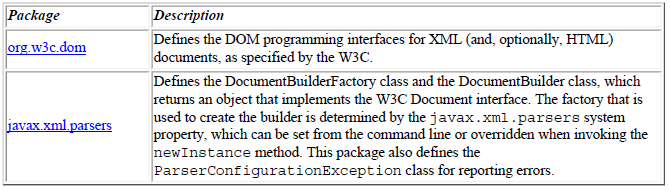 Package Description
org.w3c.dom
Defines the DOM programming interfaces for XML (and, optionally, HTML)
documents, as specified by the W3C.
javax.xml.parsers
Defines the DocumentBuilderFactory class and the DocumentBuilder class, which
returns an object that implements the W3C Document interface. The factory that is
used to create the builder is determined by the javax.xml.parsers system
property, which can be set from the command line or overridden when invoking the
newInstance method. This package also defines the
ParserConfigurationException class for reporting errors.